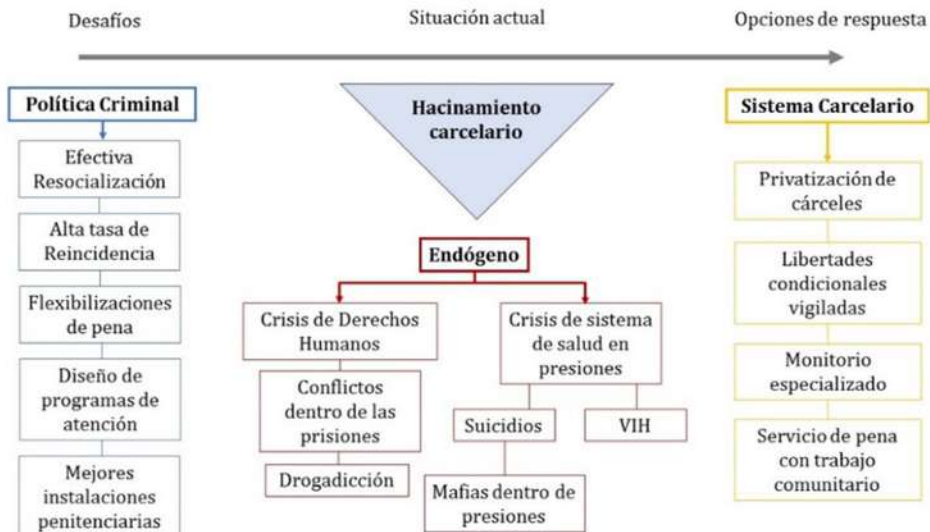 Desafíos
Situación actual
Opciones de respuesta
Política Criminal
Efectiva
Resocialización
Alta tasa de
Reincidencia
Flexibilizaciones
de pena
Diseño de
programas de
atención
Mejores
instalaciones
penitenciarias
Hacinamiento
carcelario
Endógeno
Crisis de Derechos
Humanos
Conflictos
dentro de las
prisiones
Drogadicción
Crisis de sistema
de salud en
presiones
Suicidios
VIH
Mafias dentro de
presiones
Sistema Carcelario
Privatización de
cárceles
Libertades
condicionales
vigiladas
Monitorio
especializado
Servicio de pena
con trabajo
comunitario